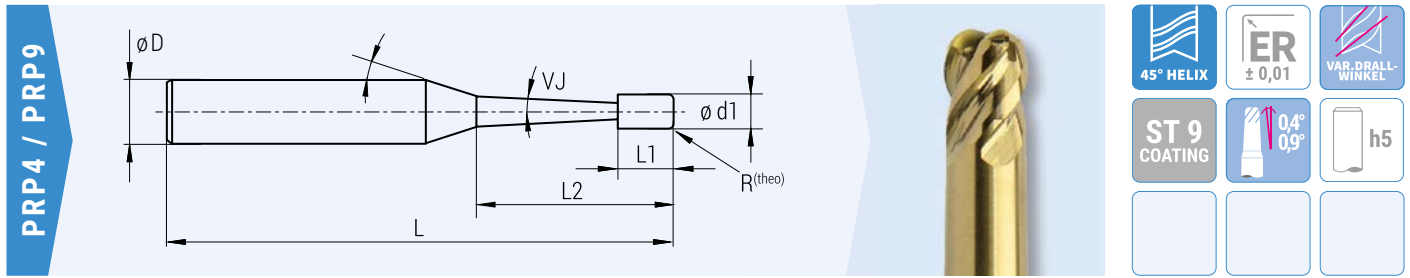 PRP4 / PRP9
øD
VJ
ø d1
L1
R(theo)
L2
L
45° HELIX
ER
± 0,01
VAR.DRALL-
WINKEL
ST 9
COATING
0,4°
0,9°
h5